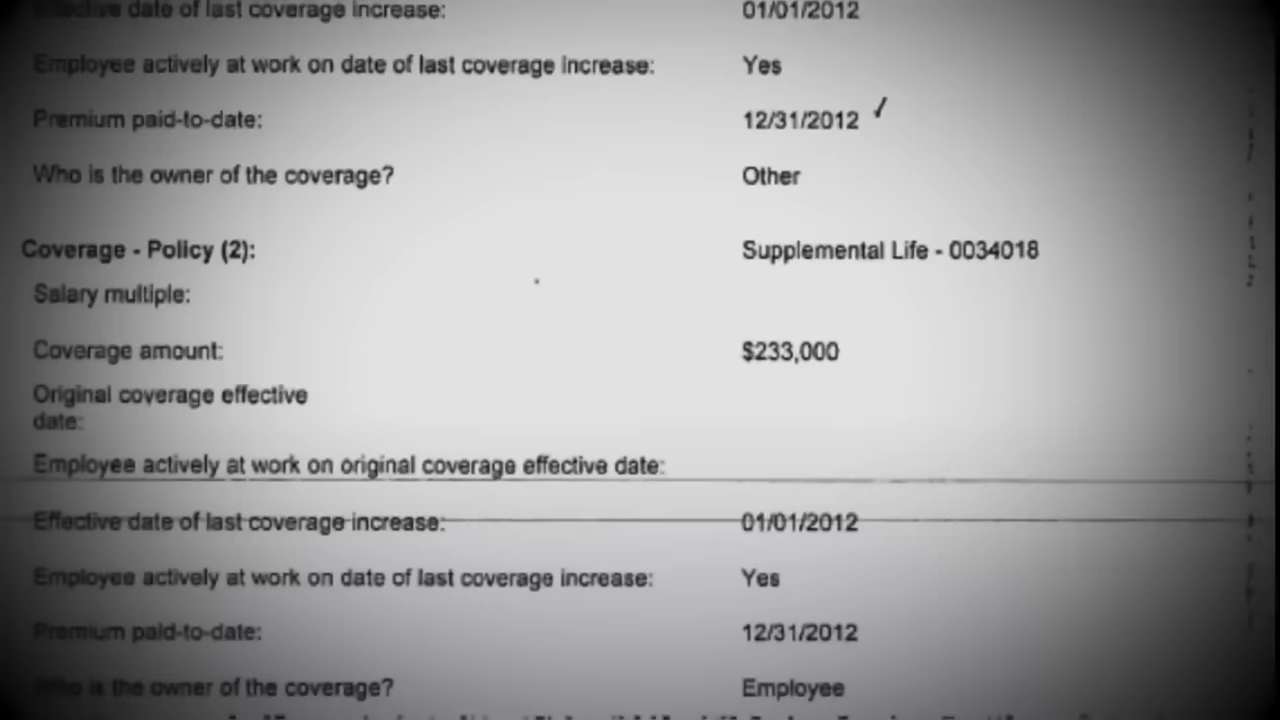 Effective date of last coverage increase: 01/01/2012
Employee actively at work on date of last coverage increase: Yes
Premium paid-to-date: 12/31/2012
Who is the owner of the coverage? Other
Coverage - Policy (2): Supplemental Life - 0034018
Salary multiple:
Coverage amount: $233,000
Original coverage effective
date:
Employee actively at work on original coverage effective date:
Effective date of last coverage increase: 01/01/2012
Employee actively at work on date of last coverage increase: Yes
Premium paid-to-date: 12/31/2012
Who is the owner of the coverage? Employee